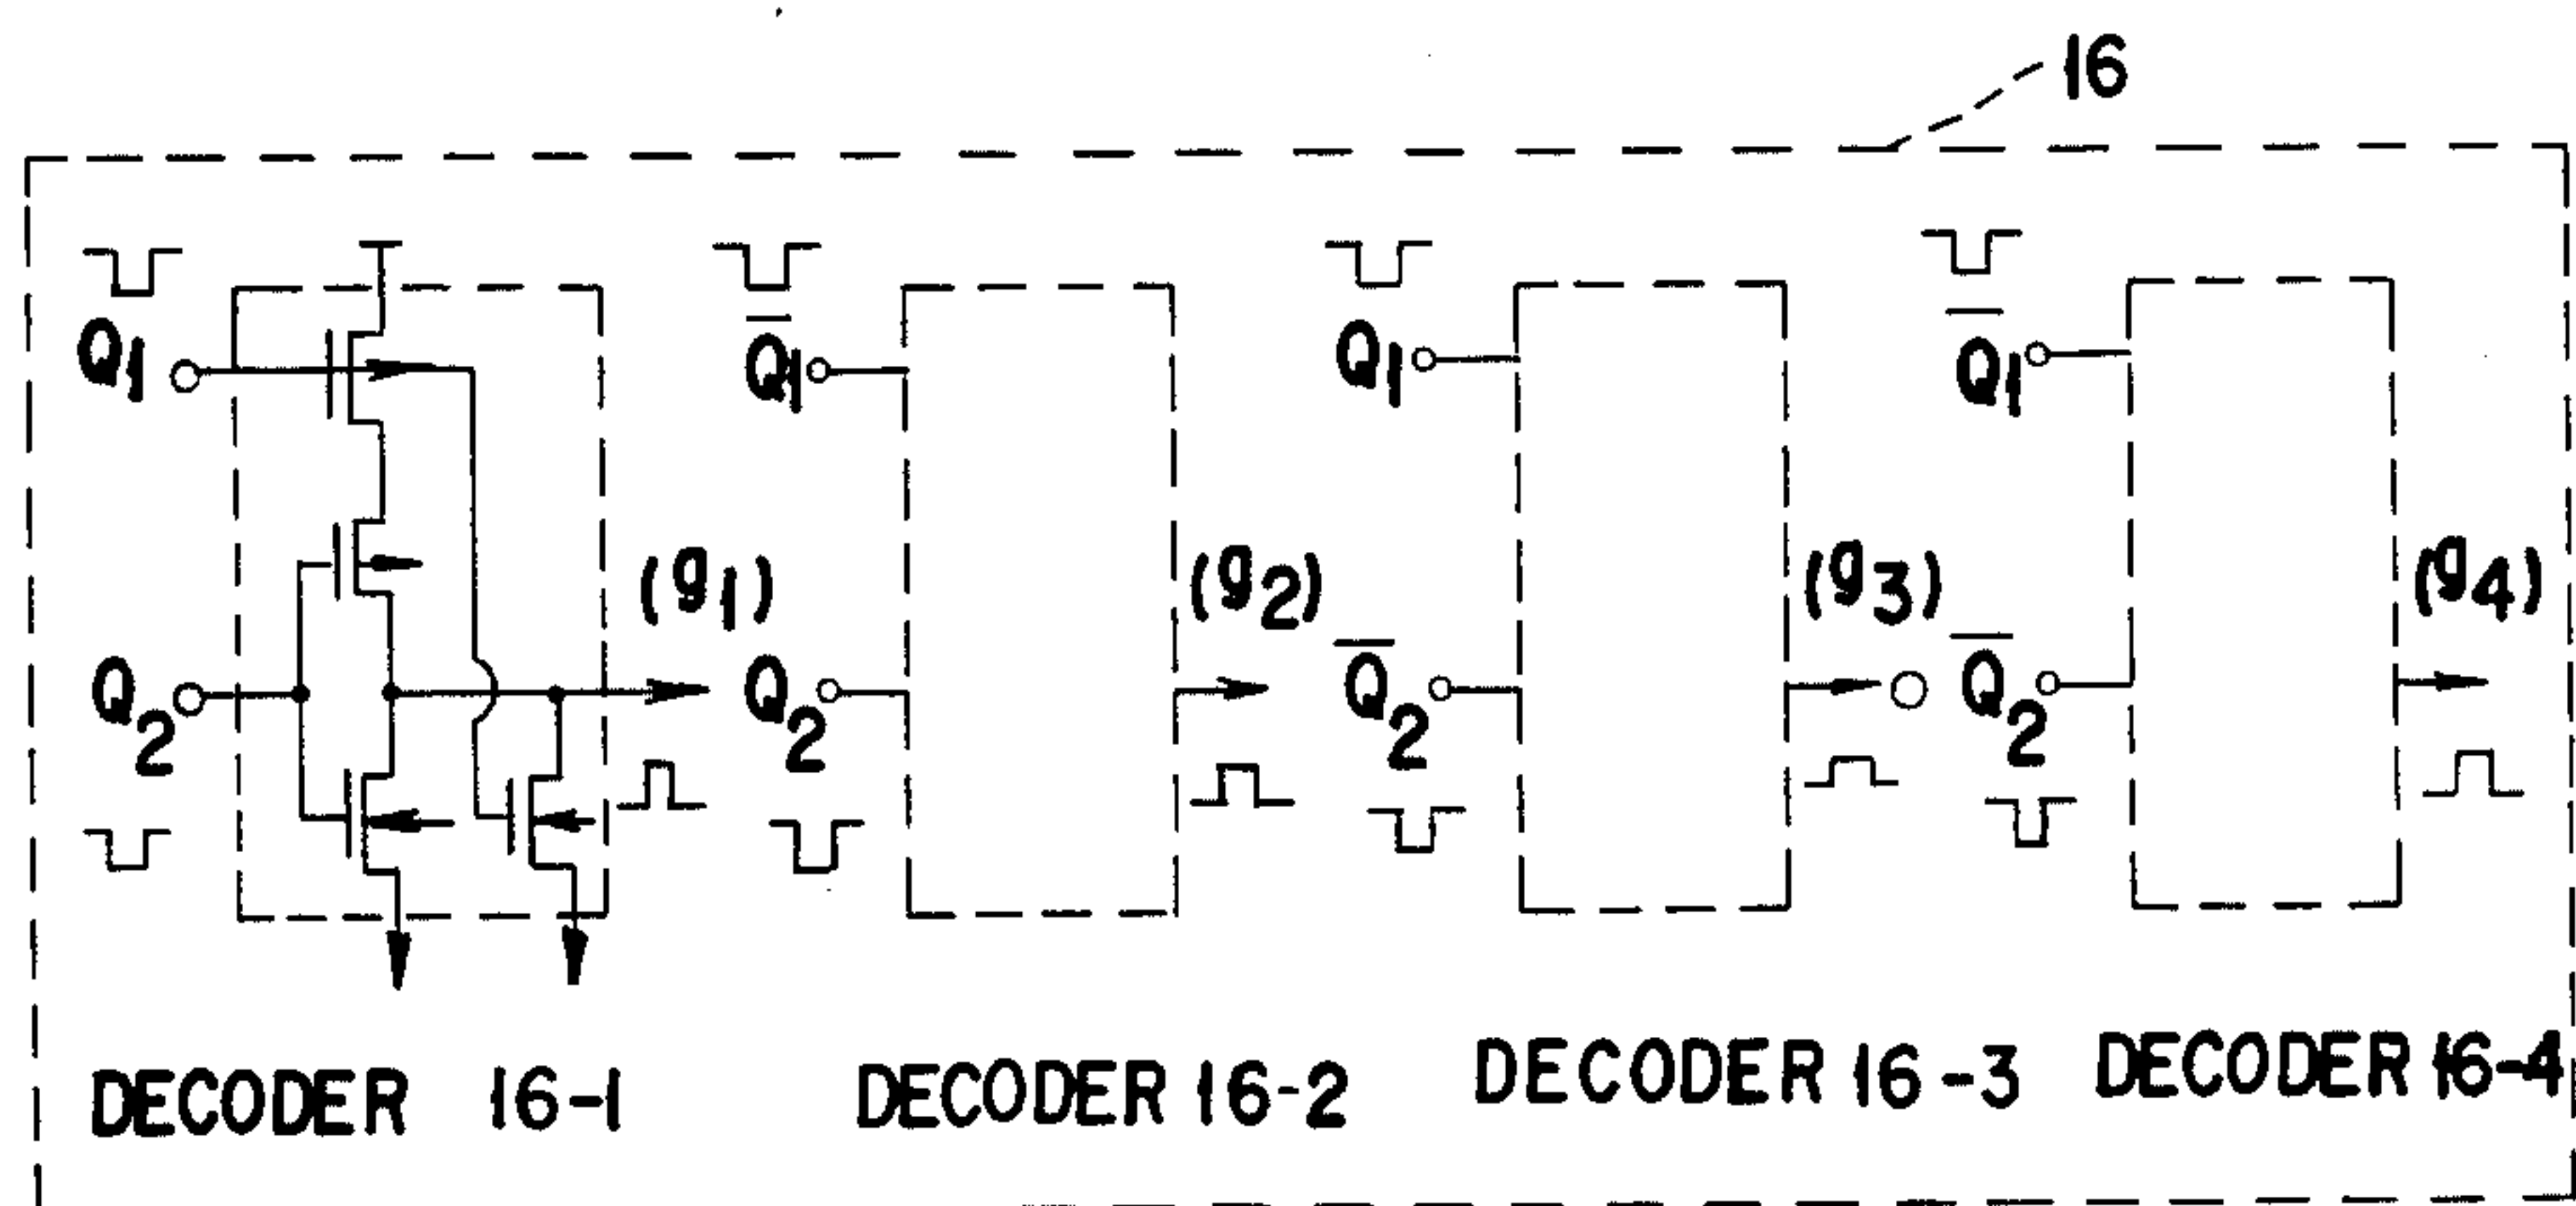 16
Q1
Q̅1
Q1
Q̅1
(g1)
(g2)
(g3)
(g4)
Q2
Q2
Q̅2
Q̅2
DECODER 16-1
DECODER 16-2
DECODER 16-3
DECODER 16-4